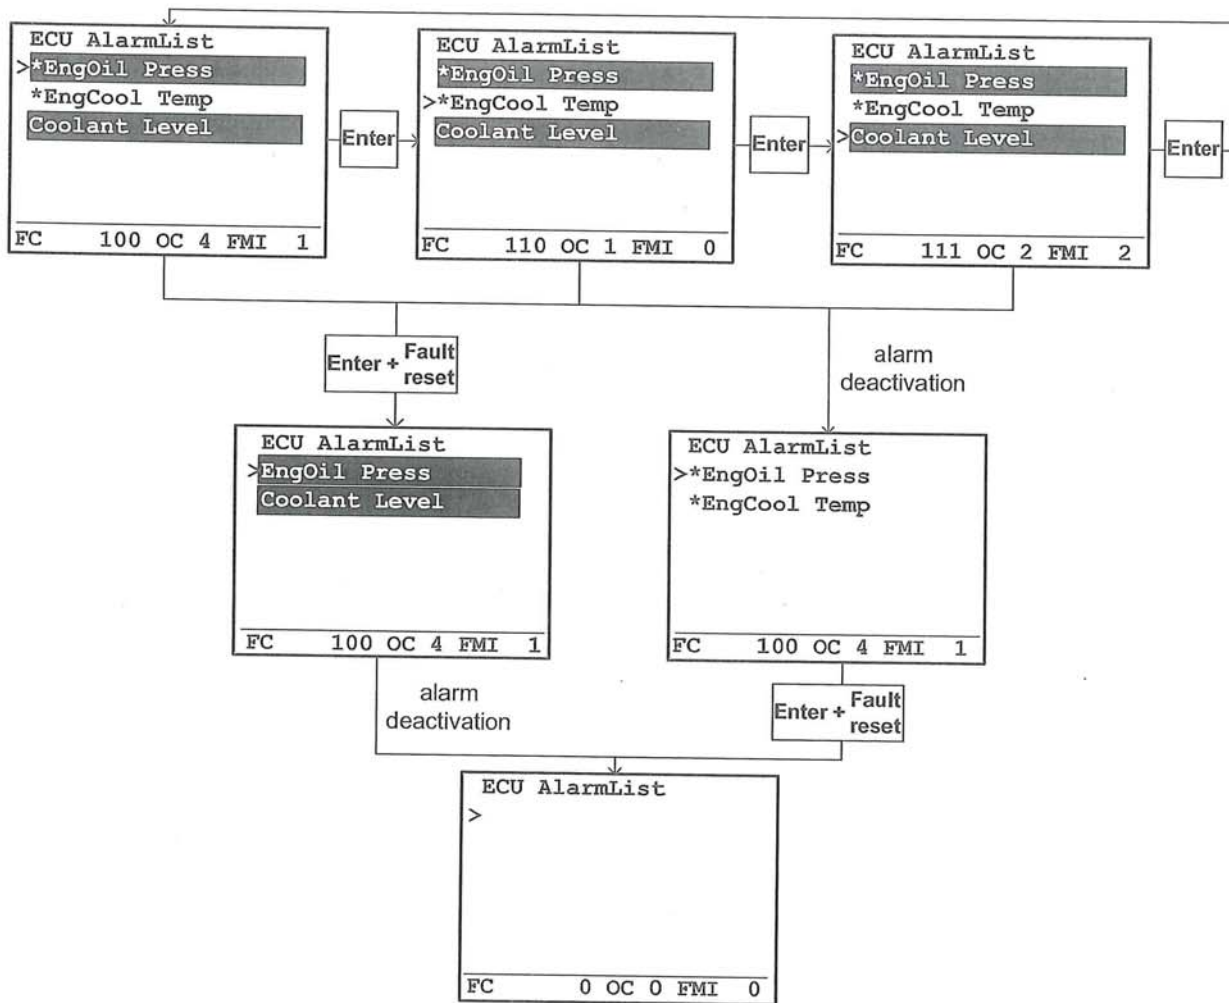 ECU AlarmList
>*EngOil Press
*EngCool Temp
Coolant Level
FC 100 OC 4 FMI 1
Enter
ECU AlarmList
*EngOil Press
>*EngCool Temp
Coolant Level
FC 110 OC 1 FMI 0
Enter
ECU AlarmList
*EngOil Press
*EngCool Temp
>Coolant Level
FC 111 OC 2 FMI 2
Enter
Enter + Fault
reset
alarm
deactivation
ECU AlarmList
>EngOil Press
Coolant Level
FC 100 OC 4 FMI 1
ECU AlarmList
>*EngOil Press
*EngCool Temp
FC 100 OC 4 FMI 1
alarm
deactivation
Enter + Fault
reset
ECU AlarmList
>
FC 0 OC 0 FMI 0